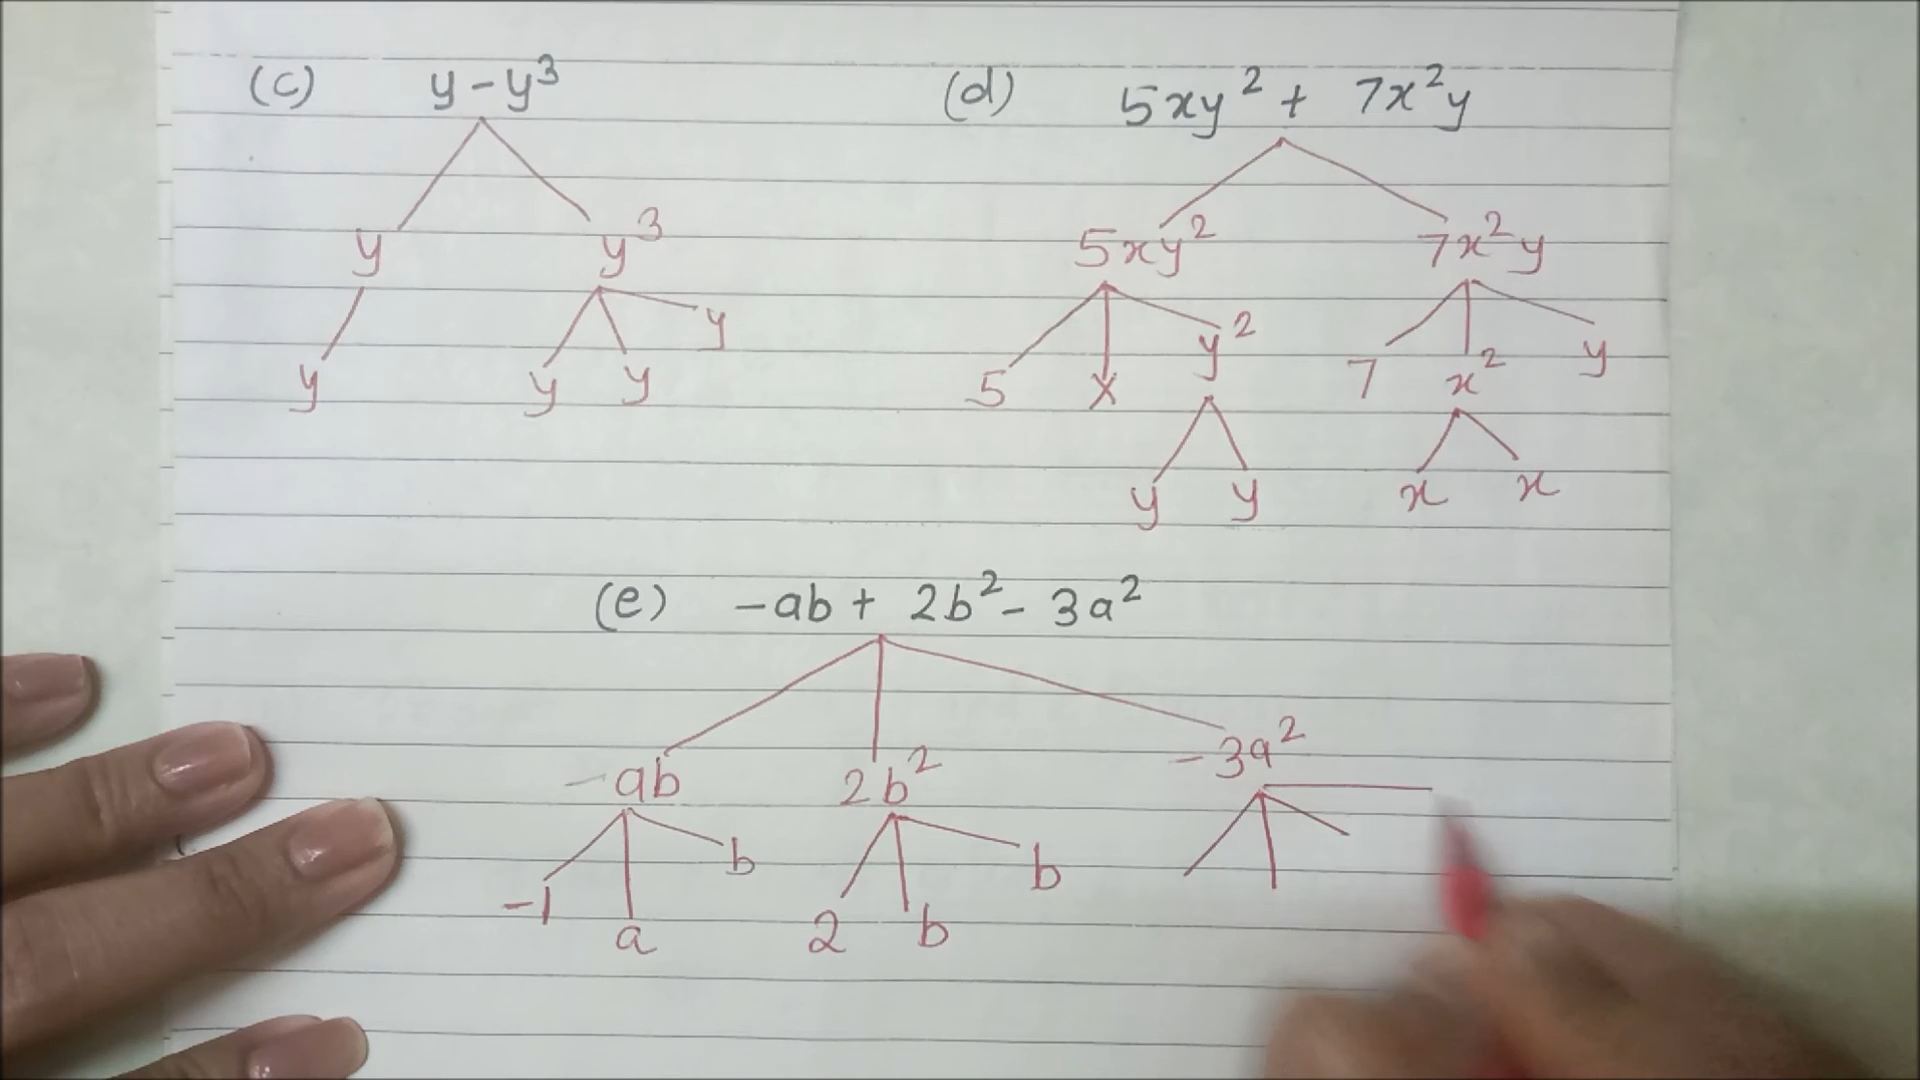 (c) y - y³
(d) 5xy² + 7x²y
y y³
5xy² 7x²y
y y y y
5 x y² 7 x² y
y y x x
(e) -ab + 2b² - 3a²
-ab 2b² -3a²
-1 a b 2 b b